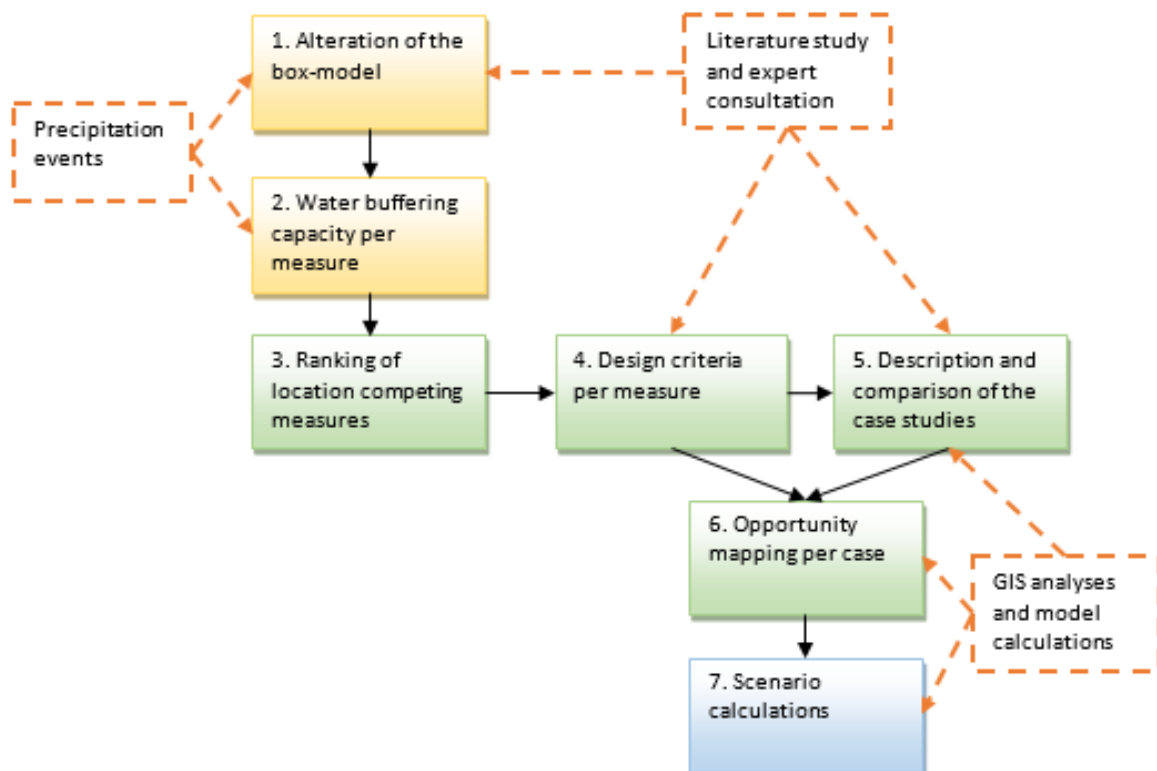 1. Alteration of the
box-model
Literature study
and expert
consultation
Precipitation
events
2. Water buffering
capacity per
measure
3. Ranking of
location competing
measures
4. Design criteria
per measure
5. Description and
comparison of the
case studies
6. Opportunity
mapping per case
GIS analyses
and model
calculations
7. Scenario
calculations